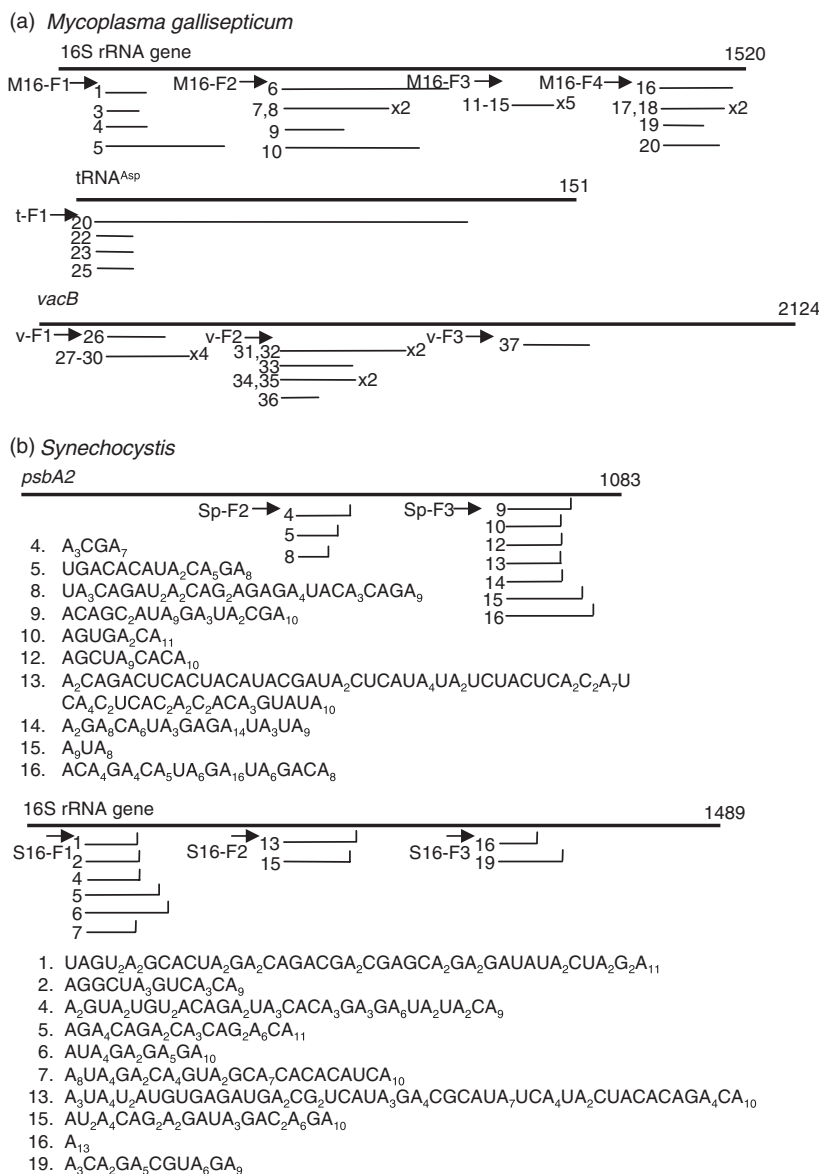 (a) Mycoplasma gallisepticum
16S rRNA gene 1520
M16-F1 M16-F2 M16-F3 M16-F4
1 6 16
3 7,8 x2 11-15 x5 17,18 x2
4 9 19
5 10 20
tRNAAsp 151
t-F1
20
22
23
25
vacB 2124
v-F1 26 v-F2 v-F3 37
27-30 x4 31,32 x2
33
34,35 x2
36
(b) Synechocystis
psbA2 1083
Sp-F2 4 Sp-F3 9
5 10
8 12
13
14
15
16
4. A3CGA7
5. UGACACAUA2CA5GA8
8. UA3CAGAU2A2CAG2AGAGA4UACA3CAGA9
9. ACAGC2AUA9GA3UA2CGA10
10. AGUGA2CA11
12. AGCUA9CACA10
13. A2CAGACUCACUACAUACGAUA2CUCAUA4UA2UCUACUCA2C2A7U
CA4C2UCAC2A2C2ACA3GUAUA10
14. A2GA8CA6UA3GAGA14UA3UA9
15. A9UA8
16. ACA4GA4CA5UA6GA16UA6GACA8
16S rRNA gene 1489
S16-F1 S16-F2 S16-F3
1 13 16
2 15 19
4
5
6
7
1. UAGU2A2GCACUA2GA2CAGACGA2CGAGCA2GA2GAUAUA2CUA2G2A11
2. AGGCUA3GUCA3CA9
4. A2GUA2UGU2ACAGA2UA3CACA3GA3GA6UA2UA2CA9
5. AGA4CAGA2CA3CAG2A6CA11
6. AUA4GA2GA5GA10
7. A8UA4GA2CA4GUA2GCA7CACACAUCA10
13. A3UA4U2AUGUGAGAUGA2CG2UCAUA3GA4CGCAUA7UCA4UA2CUACACAGA4CA10
15. AU2A4CAG2A2GAUA3GAC2A6GA10
16. A13
19. A3CA2GA5CGUA6GA9